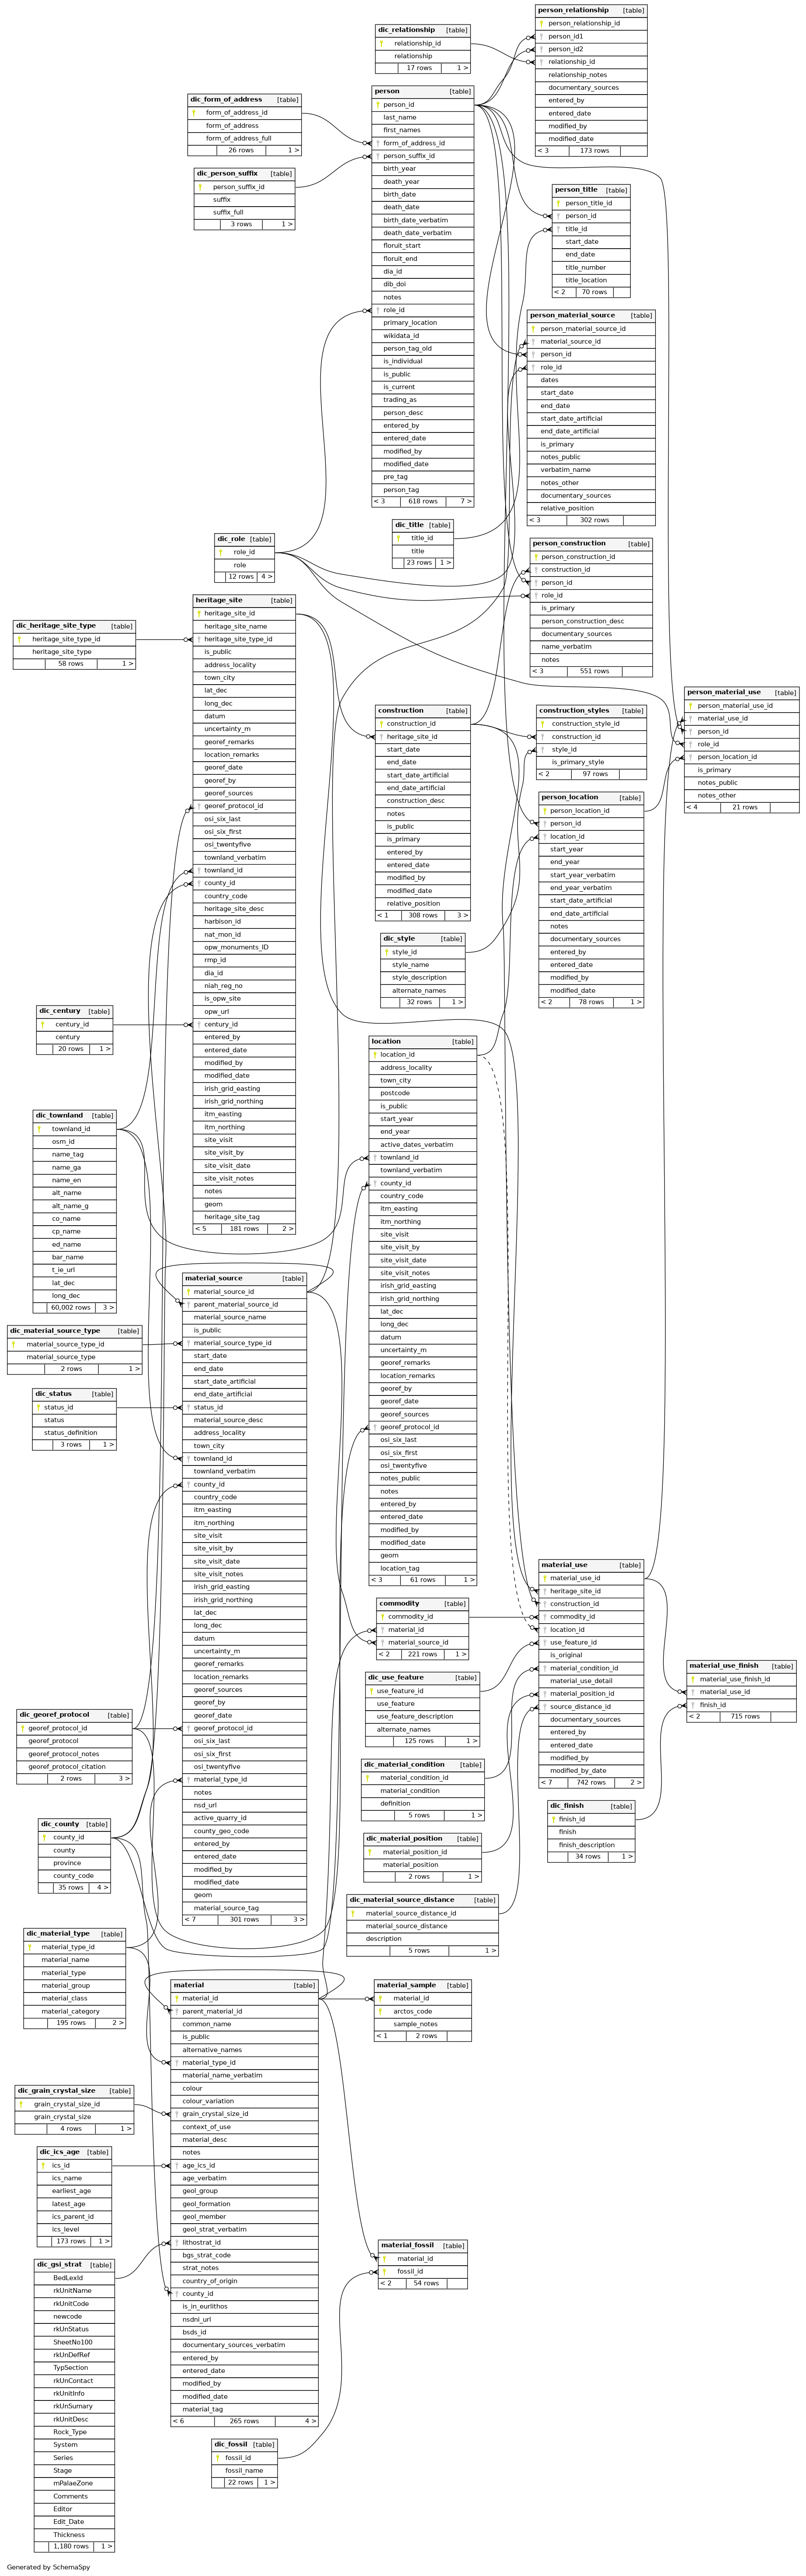 person_relationship [table]
person_relationship_id
person_id1
person_id2
relationship_id
relationship_notes
documentary_sources
entered_by
entered_date
modified_by
modified_date
< 3 173 rows
dic_relationship [table]
relationship_id
relationship
17 rows 1 >
person [table]
person_id
last_name
first_names
form_of_address_id
person_suffix_id
birth_year
death_year
birth_date
death_date
birth_date_verbatim
death_date_verbatim
floruit_start
floruit_end
dia_id
dib_doi
notes
role_id
primary_location
wikidata_id
person_tag_old
is_individual
is_public
is_current
trading_as
person_desc
entered_by
entered_date
modified_by
modified_date
pre_tag
person_tag
< 3 618 rows 7 >
dic_form_of_address [table]
form_of_address_id
form_of_address
form_of_address_full
26 rows 1 >
dic_person_suffix [table]
person_suffix_id
suffix
suffix_full
3 rows 1 >
person_title [table]
person_title_id
person_id
title_id
start_date
end_date
title_number
title_location
< 2 70 rows
person_material_source [table]
person_material_source_id
material_source_id
person_id
role_id
dates
start_date
end_date
start_date_artificial
end_date_artificial
is_primary
notes_public
verbatim_name
notes_other
documentary_sources
relative_position
< 3 302 rows
dic_title [table]
title_id
title
23 rows 1 >
dic_role [table]
role_id
role
12 rows 4 >
person_construction [table]
person_construction_id
construction_id
person_id
role_id
is_primary
person_construction_desc
documentary_sources
name_verbatim
notes
< 3 551 rows
heritage_site [table]
heritage_site_id
heritage_site_name
heritage_site_type_id
is_public
address_locality
town_city
lat_dec
long_dec
datum
uncertainty_m
georef_remarks
location_remarks
georef_date
georef_by
georef_sources
georef_protocol_id
osi_six_last
osi_six_first
osi_twentyfive
townland_verbatim
townland_id
county_id
country_code
heritage_site_desc
harbison_id
nat_mon_id
opw_monuments_ID
rmp_id
dia_id
niah_reg_no
is_opw_site
opw_url
century_id
entered_by
entered_date
modified_by
modified_date
irish_grid_easting
irish_grid_northing
itm_easting
itm_northing
site_visit
site_visit_by
site_visit_date
site_visit_notes
notes
geom
heritage_site_tag
< 5 181 rows 2 >
dic_heritage_site_type [table]
heritage_site_type_id
heritage_site_type
58 rows 1 >
person_material_use [table]
person_material_use_id
material_use_id
person_id
role_id
person_location_id
is_primary
notes_public
notes_other
< 4 21 rows
construction [table]
construction_id
heritage_site_id
start_date
end_date
start_date_artificial
end_date_artificial
construction_desc
notes
is_public
is_primary
entered_by
entered_date
modified_by
modified_date
relative_position
< 1 308 rows 3 >
construction_styles [table]
construction_style_id
construction_id
style_id
is_primary_style
< 2 97 rows
person_location [table]
person_location_id
person_id
location_id
start_year
end_year
start_year_verbatim
end_year_verbatim
start_date_artificial
end_date_artificial
notes
documentary_sources
entered_by
entered_date
modified_by
modified_date
< 2 78 rows 1 >
dic_style [table]
style_id
style_name
style_description
alternate_names
32 rows 1 >
dic_century [table]
century_id
century
20 rows 1 >
location [table]
location_id
address_locality
town_city
postcode
is_public
start_year
end_year
active_dates_verbatim
townland_id
townland_verbatim
county_id
country_code
itm_easting
itm_northing
site_visit
site_visit_by
site_visit_date
site_visit_notes
irish_grid_easting
irish_grid_northing
lat_dec
long_dec
datum
uncertainty_m
georef_remarks
location_remarks
georef_by
georef_date
georef_sources
georef_protocol_id
osi_six_last
osi_six_first
osi_twentyfive
notes_public
notes
entered_by
entered_date
modified_by
modified_date
geom
location_tag
< 3 61 rows 1 >
dic_townland [table]
townland_id
osm_id
name_tag
name_ga
name_en
alt_name
alt_name_g
co_name
cp_name
ed_name
bar_name
t_ie_url
lat_dec
long_dec
60,002 rows 3 >
material_source [table]
material_source_id
parent_material_source_id
material_source_name
is_public
material_source_type_id
start_date
end_date
start_date_artificial
end_date_artificial
status_id
material_source_desc
address_locality
town_city
townland_id
townland_verbatim
county_id
country_code
itm_easting
itm_northing
site_visit
site_visit_by
site_visit_date
site_visit_notes
irish_grid_easting
irish_grid_northing
lat_dec
long_dec
datum
uncertainty_m
georef_remarks
location_remarks
georef_sources
georef_by
georef_date
georef_protocol_id
osi_six_last
osi_six_first
osi_twentyfive
material_type_id
notes
nsd_url
active_quarry_id
county_geo_code
entered_by
entered_date
modified_by
modified_date
geom
material_source_tag
< 7 301 rows 3 >
dic_material_source_type [table]
material_source_type_id
material_source_type
2 rows 1 >
dic_status [table]
status_id
status
status_definition
3 rows 1 >
material_use [table]
material_use_id
heritage_site_id
construction_id
commodity_id
location_id
use_feature_id
is_original
material_condition_id
material_use_detail
material_position_id
source_distance_id
documentary_sources
entered_by
entered_date
modified_by
modified_by_date
< 7 742 rows 2 >
commodity [table]
commodity_id
material_id
material_source_id
< 2 221 rows 1 >
material_use_finish [table]
material_use_finish_id
material_use_id
finish_id
< 2 715 rows
dic_use_feature [table]
use_feature_id
use_feature
use_feature_description
alternate_names
125 rows 1 >
dic_georef_protocol [table]
georef_protocol_id
georef_protocol
georef_protocol_notes
georef_protocol_citation
2 rows 3 >
dic_material_condition [table]
material_condition_id
material_condition
definition
5 rows 1 >
dic_finish [table]
finish_id
finish
finish_description
34 rows 1 >
dic_county [table]
county_id
county
province
county_code
35 rows 4 >
dic_material_position [table]
material_position_id
material_position
2 rows 1 >
dic_material_source_distance [table]
material_source_distance_id
material_source_distance
description
5 rows 1 >
dic_material_type [table]
material_type_id
material_name
material_type
material_group
material_class
material_category
195 rows 2 >
material [table]
material_id
parent_material_id
common_name
is_public
alternative_names
material_type_id
material_name_verbatim
colour
colour_variation
grain_crystal_size_id
context_of_use
material_desc
notes
age_ics_id
age_verbatim
geol_group
geol_formation
geol_member
geol_strat_verbatim
lithostrat_id
bgs_strat_code
strat_notes
country_of_origin
county_id
is_in_eurlithos
nsdni_url
bsds_id
documentary_sources_verbatim
entered_by
entered_date
modified_by
modified_date
material_tag
< 6 265 rows 4 >
material_sample [table]
material_id
arctos_code
sample_notes
< 1 2 rows
dic_grain_crystal_size [table]
grain_crystal_size_id
grain_crystal_size
4 rows 1 >
dic_ics_age [table]
ics_id
ics_name
earliest_age
latest_age
ics_parent_id
ics_level
173 rows 1 >
material_fossil [table]
material_id
fossil_id
< 2 54 rows
dic_gsi_strat [table]
BedLexId
rkUnitName
rkUnitCode
newcode
rkUnStatus
SheetNo100
rkUnDefRef
TypSection
rkUnContact
rkUnitInfo
rkUnSumary
rkUnitDesc
Rock_Type
System
Series
Stage
mPalaeZone
Comments
Editor
Edit_Date
Thickness
1,180 rows 1 >
dic_fossil [table]
fossil_id
fossil_name
22 rows 1 >
Generated by SchemaSpy